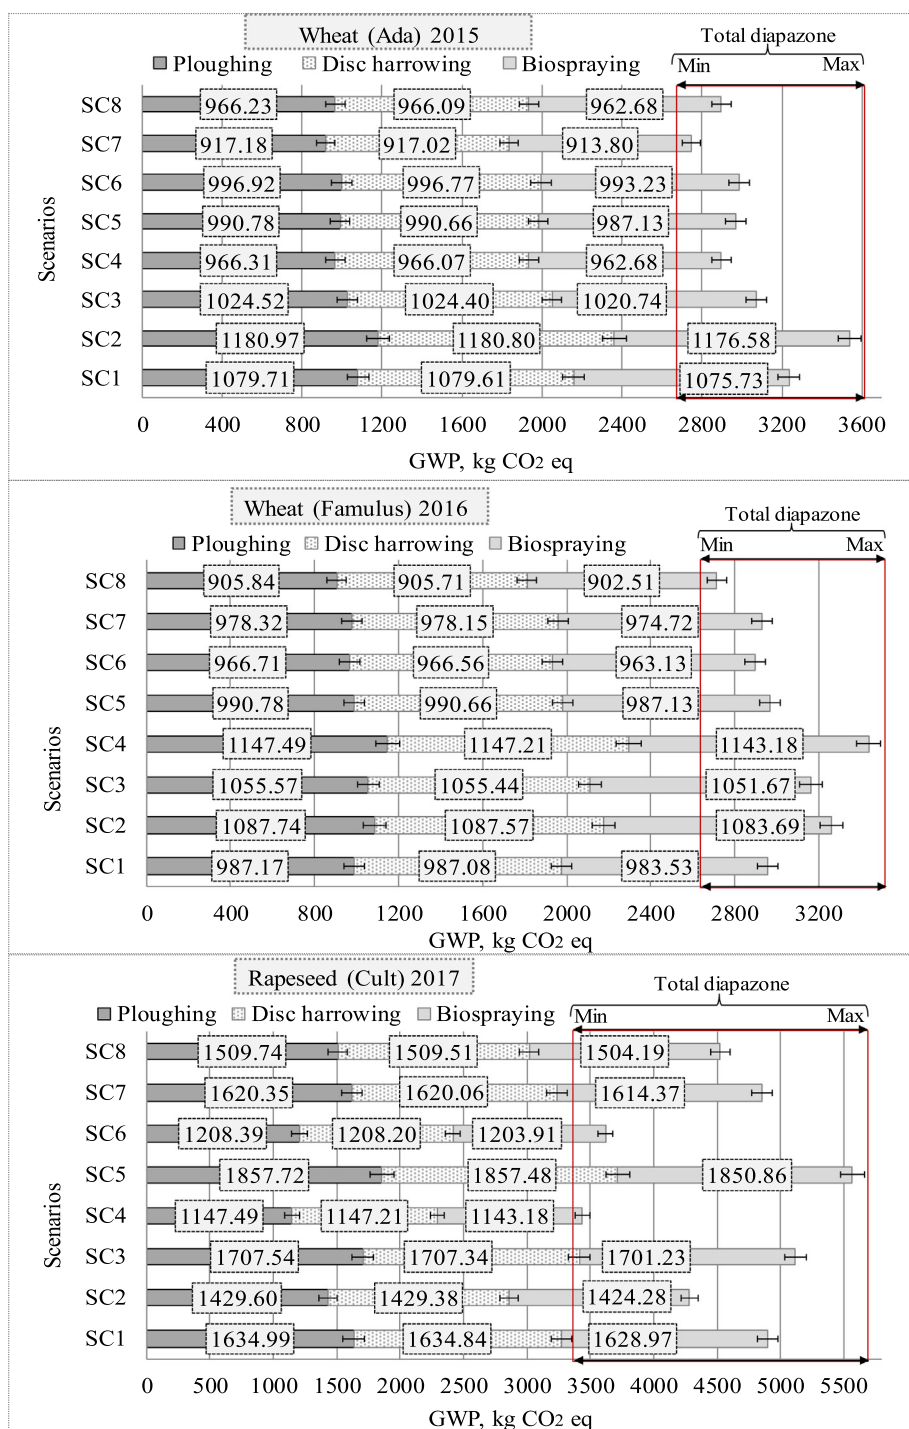 Wheat (Ada) 2015
Total diapazone
Ploughing Disc harrowing Biospraying
Min Max
SC8 966.23 966.09 962.68
SC7 917.18 917.02 913.80
SC6 996.92 996.77 993.23
SC5 990.78 990.66 987.13
SC4 966.31 966.07 962.68
SC3 1024.52 1024.40 1020.74
SC2 1180.97 1180.80 1176.58
SC1 1079.71 1079.61 1075.73
Scenarios
0 400 800 1200 1600 2000 2400 2800 3200 3600
GWP, kg CO2 eq
Wheat (Famulus) 2016
Total diapazone
Ploughing Disc harrowing Biospraying
Min Max
SC8 905.84 905.71 902.51
SC7 978.32 978.15 974.72
SC6 966.71 966.56 963.13
SC5 990.78 990.66 987.13
SC4 1147.49 1147.21 1143.18
SC3 1055.57 1055.44 1051.67
SC2 1087.74 1087.57 1083.69
SC1 987.17 987.08 983.53
Scenarios
0 400 800 1200 1600 2000 2400 2800 3200
GWP, kg CO2 eq
Rapeseed (Cult) 2017
Total diapazone
Ploughing Disc harrowing Biospraying
Min Max
SC8 1509.74 1509.51 1504.19
SC7 1620.35 1620.06 1614.37
SC6 1208.39 1208.20 1203.91
SC5 1857.72 1857.48 1850.86
SC4 1147.49 1147.21 1143.18
SC3 1707.54 1707.34 1701.23
SC2 1429.60 1429.38 1424.28
SC1 1634.99 1634.84 1628.97
Scenarios
0 500 1000 1500 2000 2500 3000 3500 4000 4500 5000 5500
GWP, kg CO2 eq